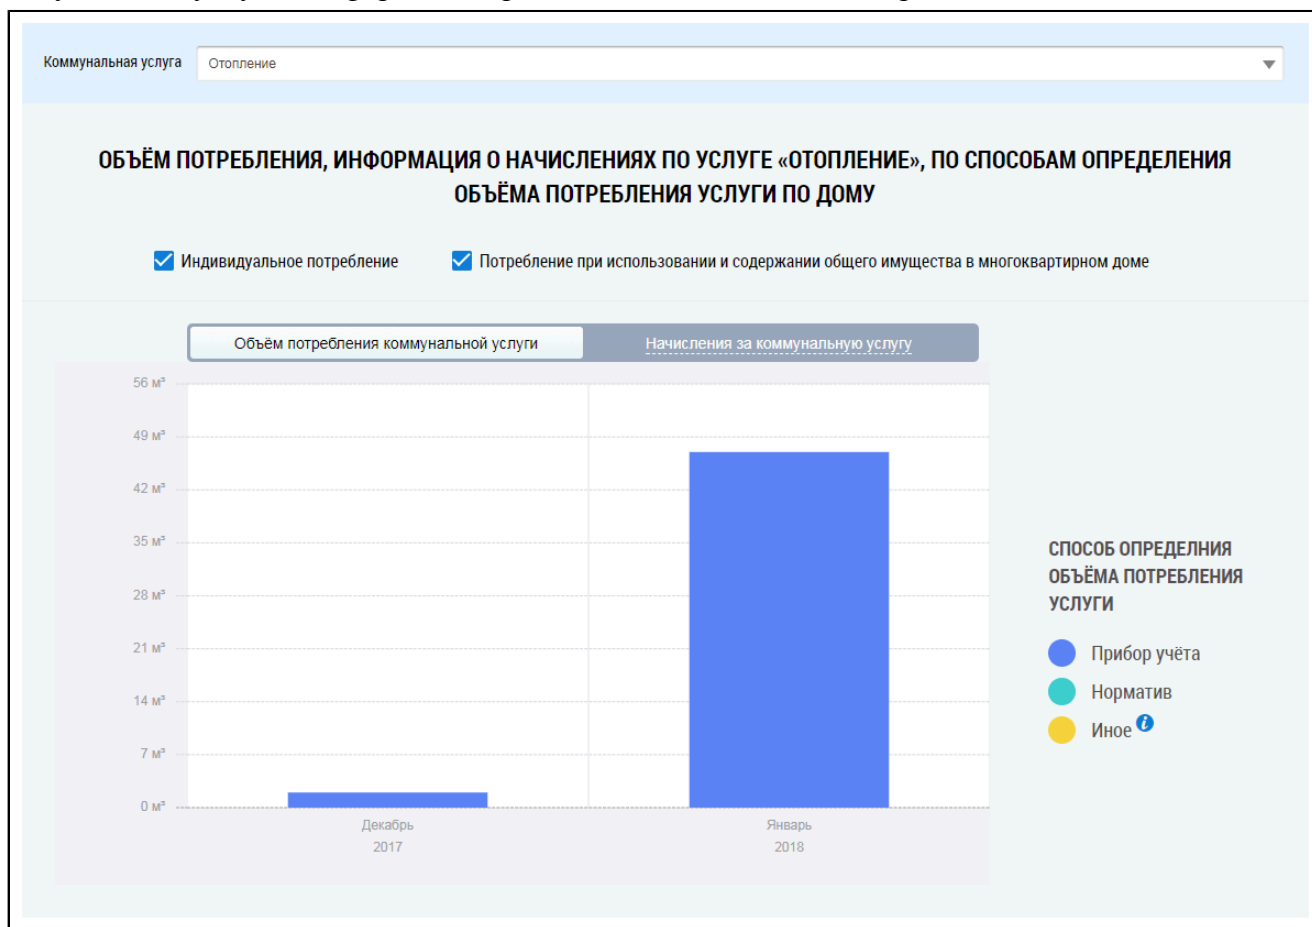 Коммунальная услуга Отопление
ОБЪЁМ ПОТРЕБЛЕНИЯ, ИНФОРМАЦИЯ О НАЧИСЛЕНИЯХ ПО УСЛУГЕ «ОТОПЛЕНИЕ», ПО СПОСОБАМ ОПРЕДЕЛЕНИЯ
ОБЪЁМА ПОТРЕБЛЕНИЯ УСЛУГИ ПО ДОМУ
Индивидуальное потребление Потребление при использовании и содержании общего имущества в многоквартирном доме
Объём потребления коммунальной услуги Начисления за коммунальную услугу
56 м³
49 м³
42 м³
35 м³
28 м³
21 м³
14 м³
7 м³
0 м³
Декабрь
2017
Январь
2018
СПОСОБ ОПРЕДЕЛНИЯ
ОБЪЁМА ПОТРЕБЛЕНИЯ
УСЛУГИ
Прибор учёта
Норматив
Иное i